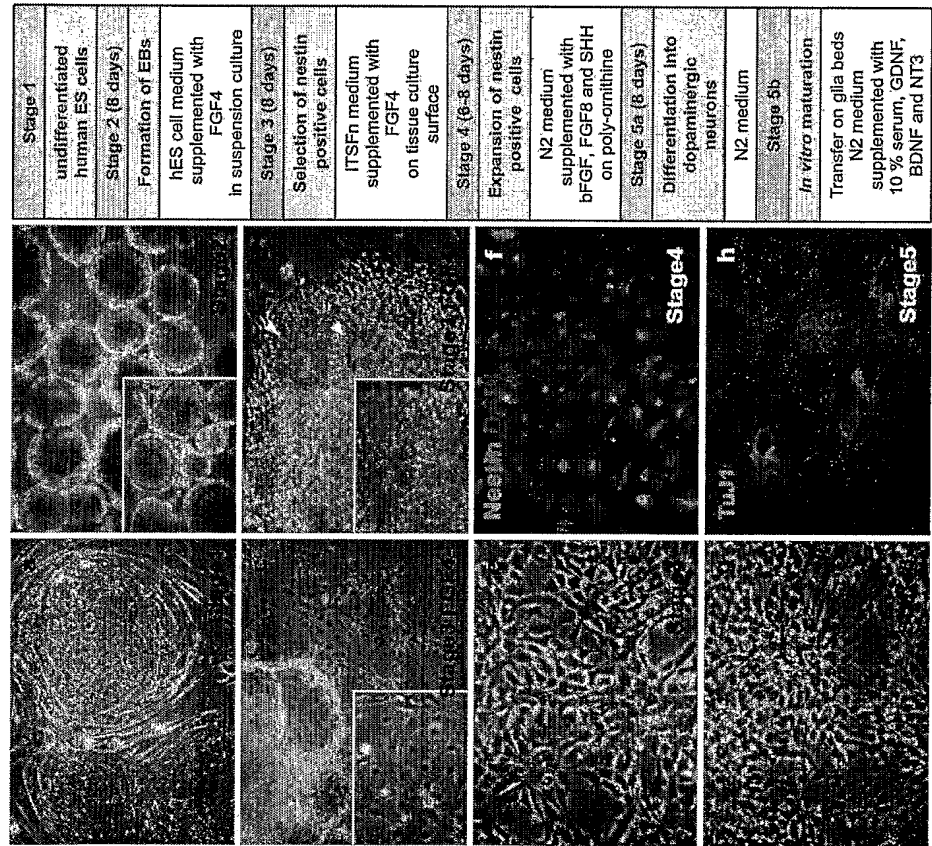 Stage 1
undifferentiated
human ES cells
Stage 2 (8 days)
Formation of EBs
hES cell medium
supplemented with
FGF4
in suspension culture
Stage 3 (8 days)
Selection of nestin
positive cells
ITSFn medium
supplemented with
FGF4
on tissue culture
surface
Stage 4 (6-8 days)
Expansion of nestin
positive cells
N2 medium
supplemented with
bFGF, FGF8 and SHH
on poly-ornithine
Stage 5a (8 days)
Differentiation into
dopaminergic
neurons
N2 medium
Stage 5b
In Vitro maturation
Transfer on glia beds
N2 medium
supplemented with
10 % serum, GDNF,
BDNF and NT3
f
Nestin
Stage4
h
TuJ1
Stage5